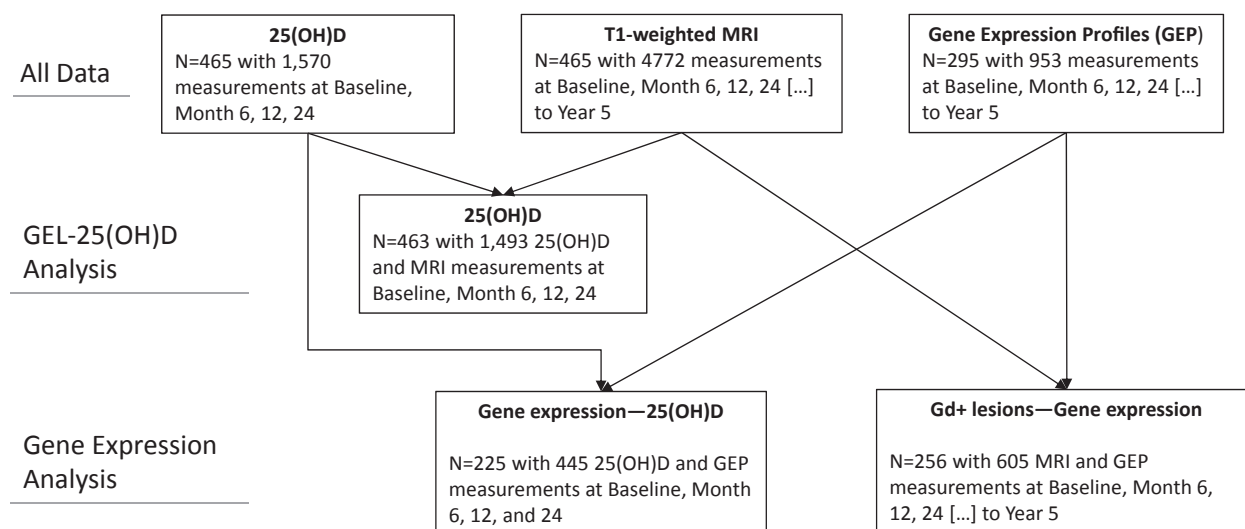 All Data
25(OH)D
N=465 with 1,570
measurements at Baseline,
Month 6, 12, 24
T1-weighted MRI
N=465 with 4772 measurements
at Baseline, Month 6, 12, 24 [...]
to Year 5
Gene Expression Profiles (GEP)
N=295 with 953 measurements
at Baseline, Month 6, 12, 24 [...]
to Year 5
GEL-25(OH)D
Analysis
25(OH)D
N=463 with 1,493 25(OH)D
and MRI measurements at
Baseline, Month 6, 12, 24
Gene Expression
Analysis
Gene expression—25(OH)D
N=225 with 445 25(OH)D and GEP
measurements at Baseline, Month
6, 12, and 24
Gd+ lesions—Gene expression
N=256 with 605 MRI and GEP
measurements at Baseline, Month 6,
12, 24 [...] to Year 5